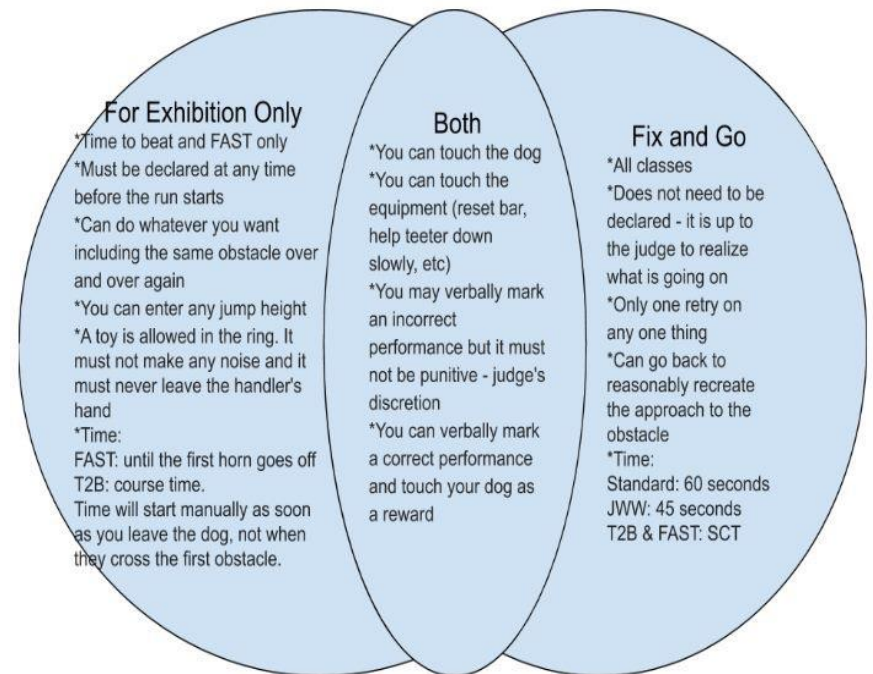 For Exhibition Only
*Time to beat and FAST only
*Must be declared at any time
before the run starts
*Can do whatever you want
including the same obstacle over
and over again
*You can enter any jump height
*A toy is allowed in the ring. It
must not make any noise and it
must never leave the handler's
hand
*Time:
FAST: until the first horn goes off
T2B: course time.
Time will start manually as soon
as you leave the dog, not when
they cross the first obstacle.
Both
*You can touch the dog
*You can touch the
equipment (reset bar,
help teeter down
slowly, etc)
*You may verbally mark
an incorrect
performance but it must
not be punitive - judge's
discretion
*You can verbally mark
a correct performance
and touch your dog as
a reward
Fix and Go
*All classes
*Does not need to be
declared - it is up to
the judge to realize
what is going on
*Only one retry on
any one thing
*Can go back to
reasonably recreate
the approach to the
obstacle
*Time:
Standard: 60 seconds
JWW: 45 seconds
T2B & FAST: SCT